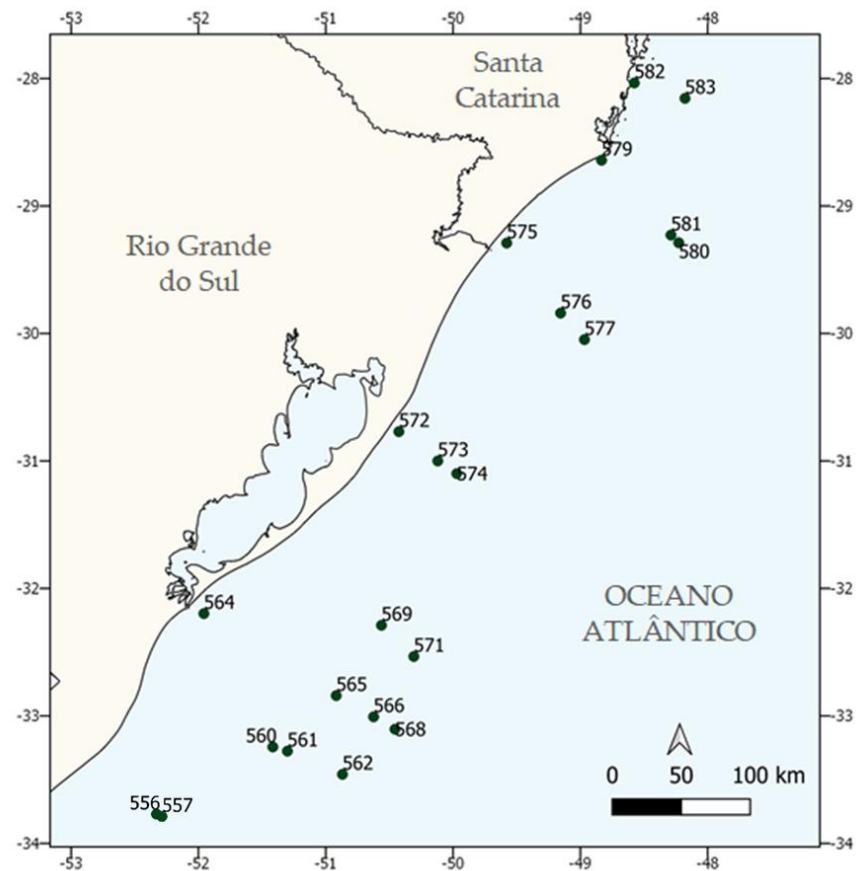 -53 -52 -51 -50 -49 -48
Santa
Catarina
-28 582 -28
583
579
-29 -29
575 581
580
Rio Grande
do Sul
576
-30 577 -30
572
573
-31 -31
574
-32 -32
564
569
OCEANO
ATLÂNTICO
571
565
566
-33 -33
568
560 561
562
0 50 100 km
556 557
-34 -34
-53 -52 -51 -50 -49 -48